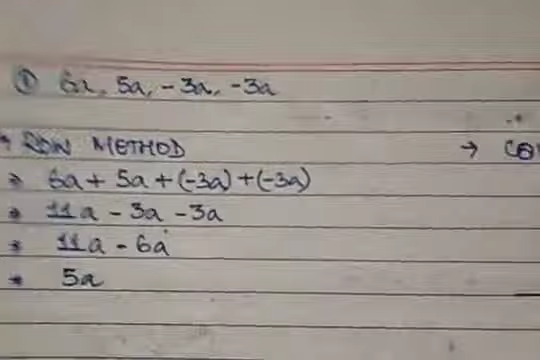 ① 6a, 5a, -3a, -3a
→ ROW METHOD
→ 6a + 5a + (-3a) + (-3a)
→ 11a - 3a - 3a
→ 11a - 6a
→ 5a
→